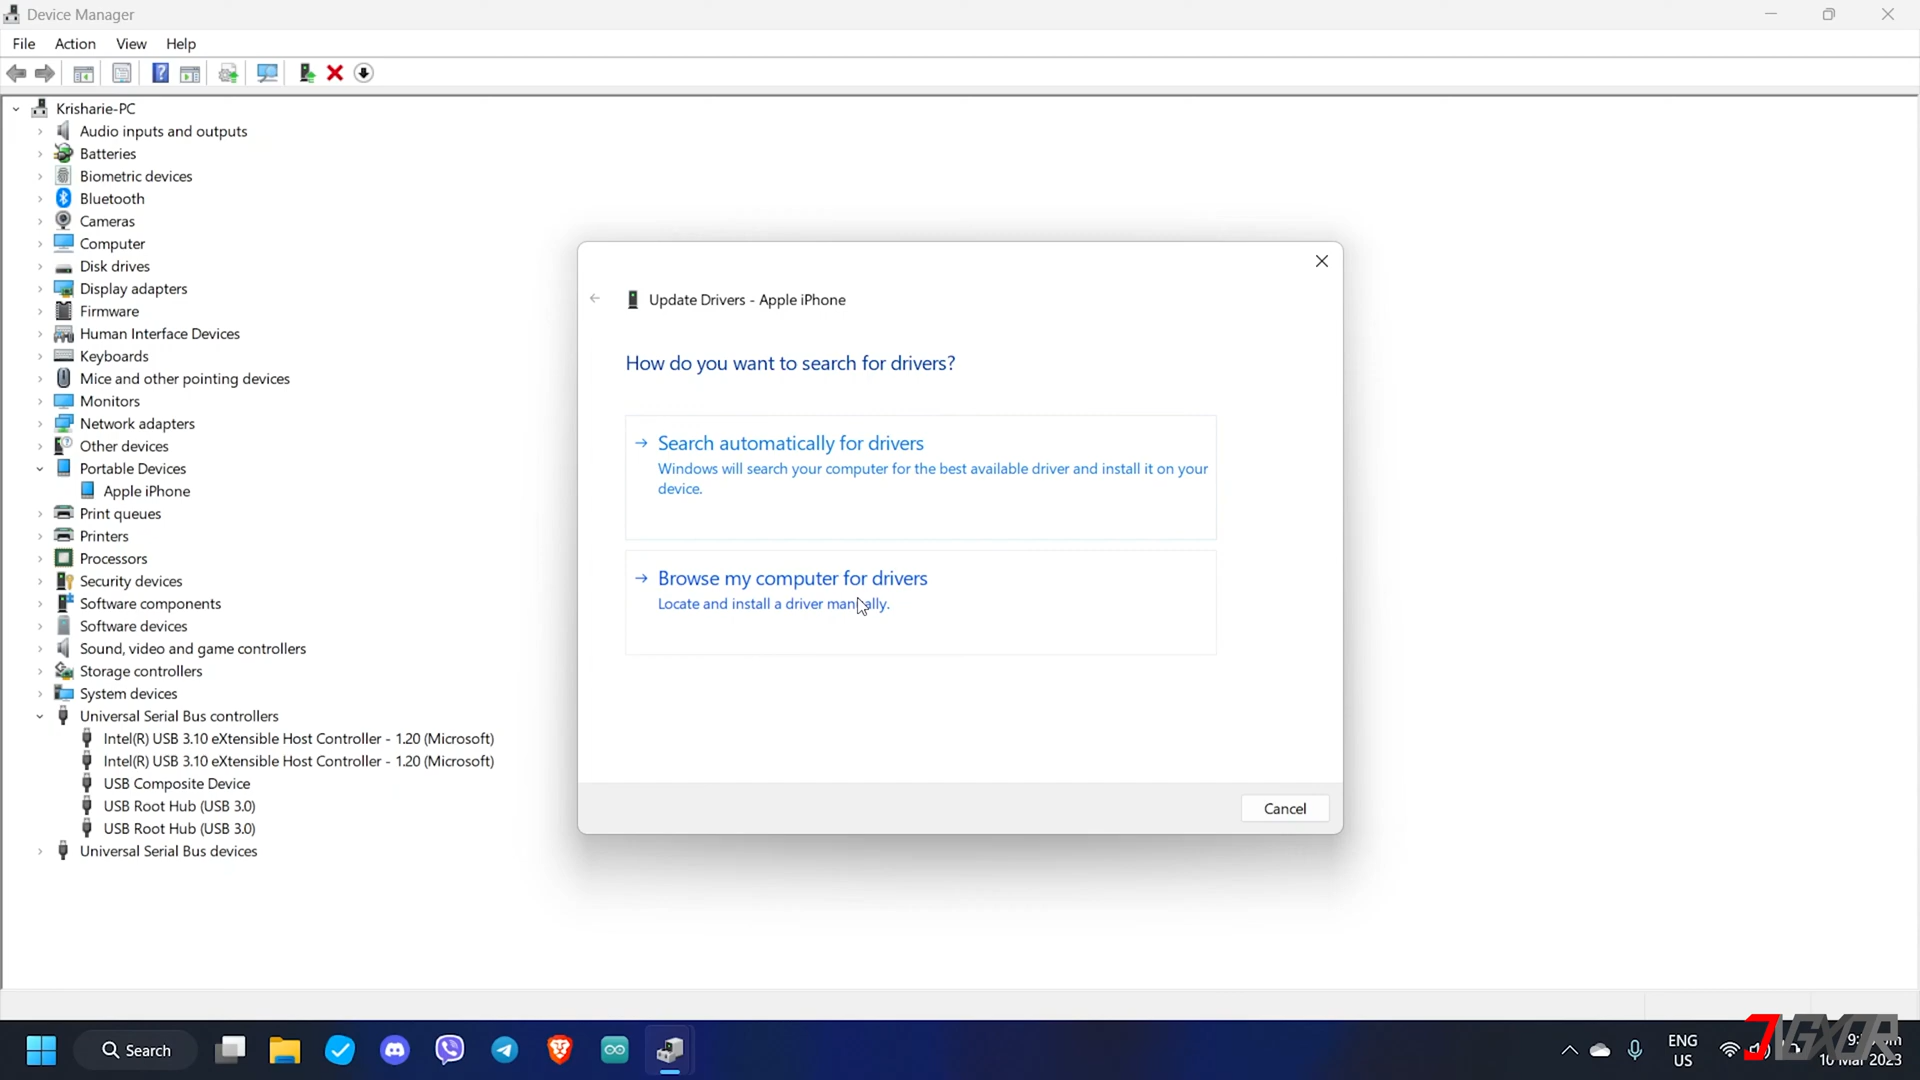 Device Manager
File Action View Help
Krisharie-PC
Audio inputs and outputs
Batteries
Biometric devices
Bluetooth
Cameras
Computer
Disk drives
Display adapters
Firmware
Human Interface Devices
Keyboards
Mice and other pointing devices
Monitors
Network adapters
Other devices
Portable Devices
Apple iPhone
Print queues
Printers
Processors
Security devices
Software components
Software devices
Sound, video and game controllers
Storage controllers
System devices
Universal Serial Bus controllers
Intel(R) USB 3.10 eXtensible Host Controller - 1.20 (Microsoft)
Intel(R) USB 3.10 eXtensible Host Controller - 1.20 (Microsoft)
USB Composite Device
USB Root Hub (USB 3.0)
USB Root Hub (USB 3.0)
Universal Serial Bus devices
Update Drivers - Apple iPhone
How do you want to search for drivers?
Search automatically for drivers
Windows will search your computer for the best available driver and install it on your
device.
Browse my computer for drivers
Locate and install a driver manually.
Cancel
Search
ENG
US
10 Mar 2023
JGXOR